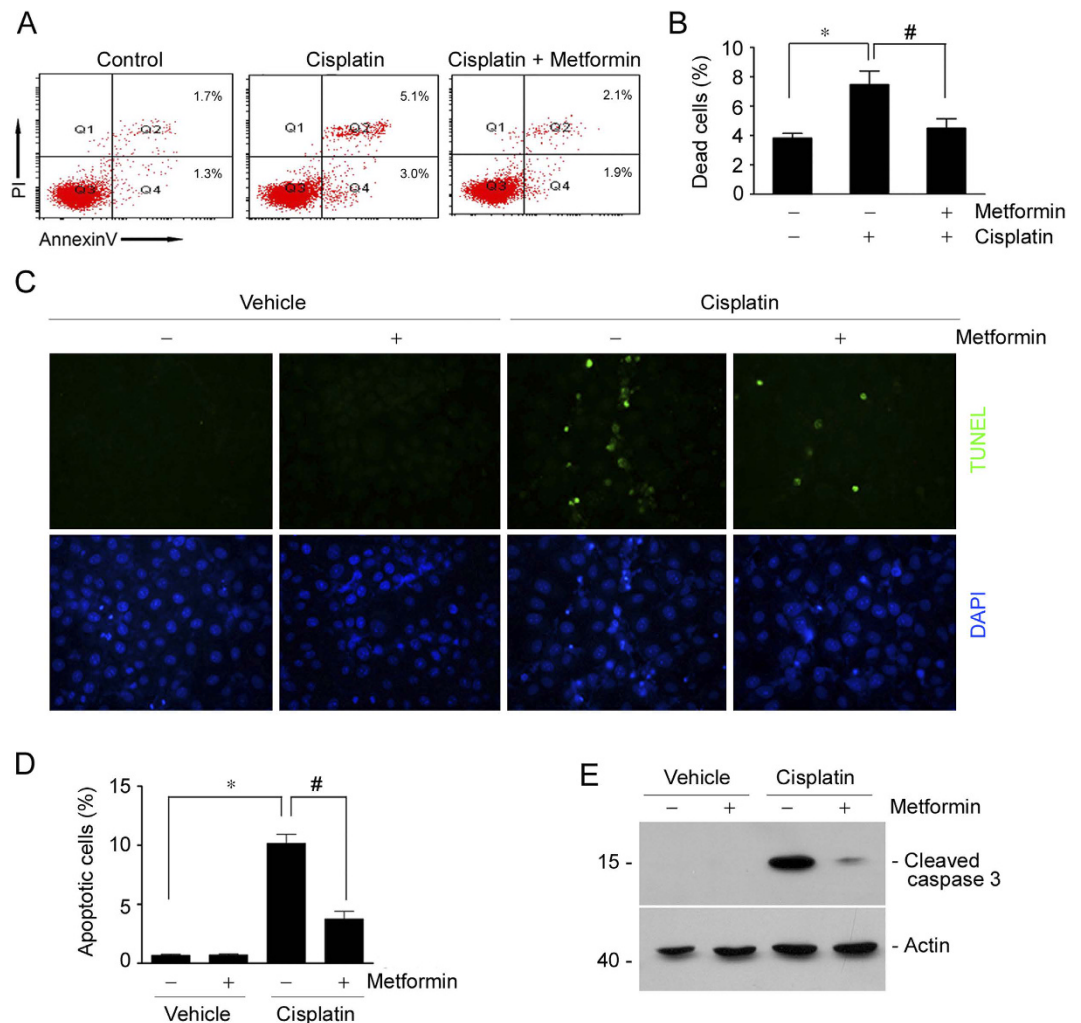 A
Control
Cisplatin
Cisplatin + Metformin
1.7%
5.1%
2.1%
Q1
Q2
Q1
Q2
Q1
Q2
1.3%
3.0%
1.9%
Q3
Q4
Q3
Q4
Q3
Q4
PI
AnnexinV
B
Dead cells (%)
10
8
6
4
2
0
*
#
– – + Metformin
– + + Cisplatin
C
Vehicle
Cisplatin
– + – + Metformin
TUNEL
DAPI
D
Apoptotic cells (%)
15
10
5
0
*
#
– + – + Metformin
Vehicle
Cisplatin
E
Vehicle
Cisplatin
– + – + Metformin
15 -
- Cleaved
caspase 3
- Actin
40 -